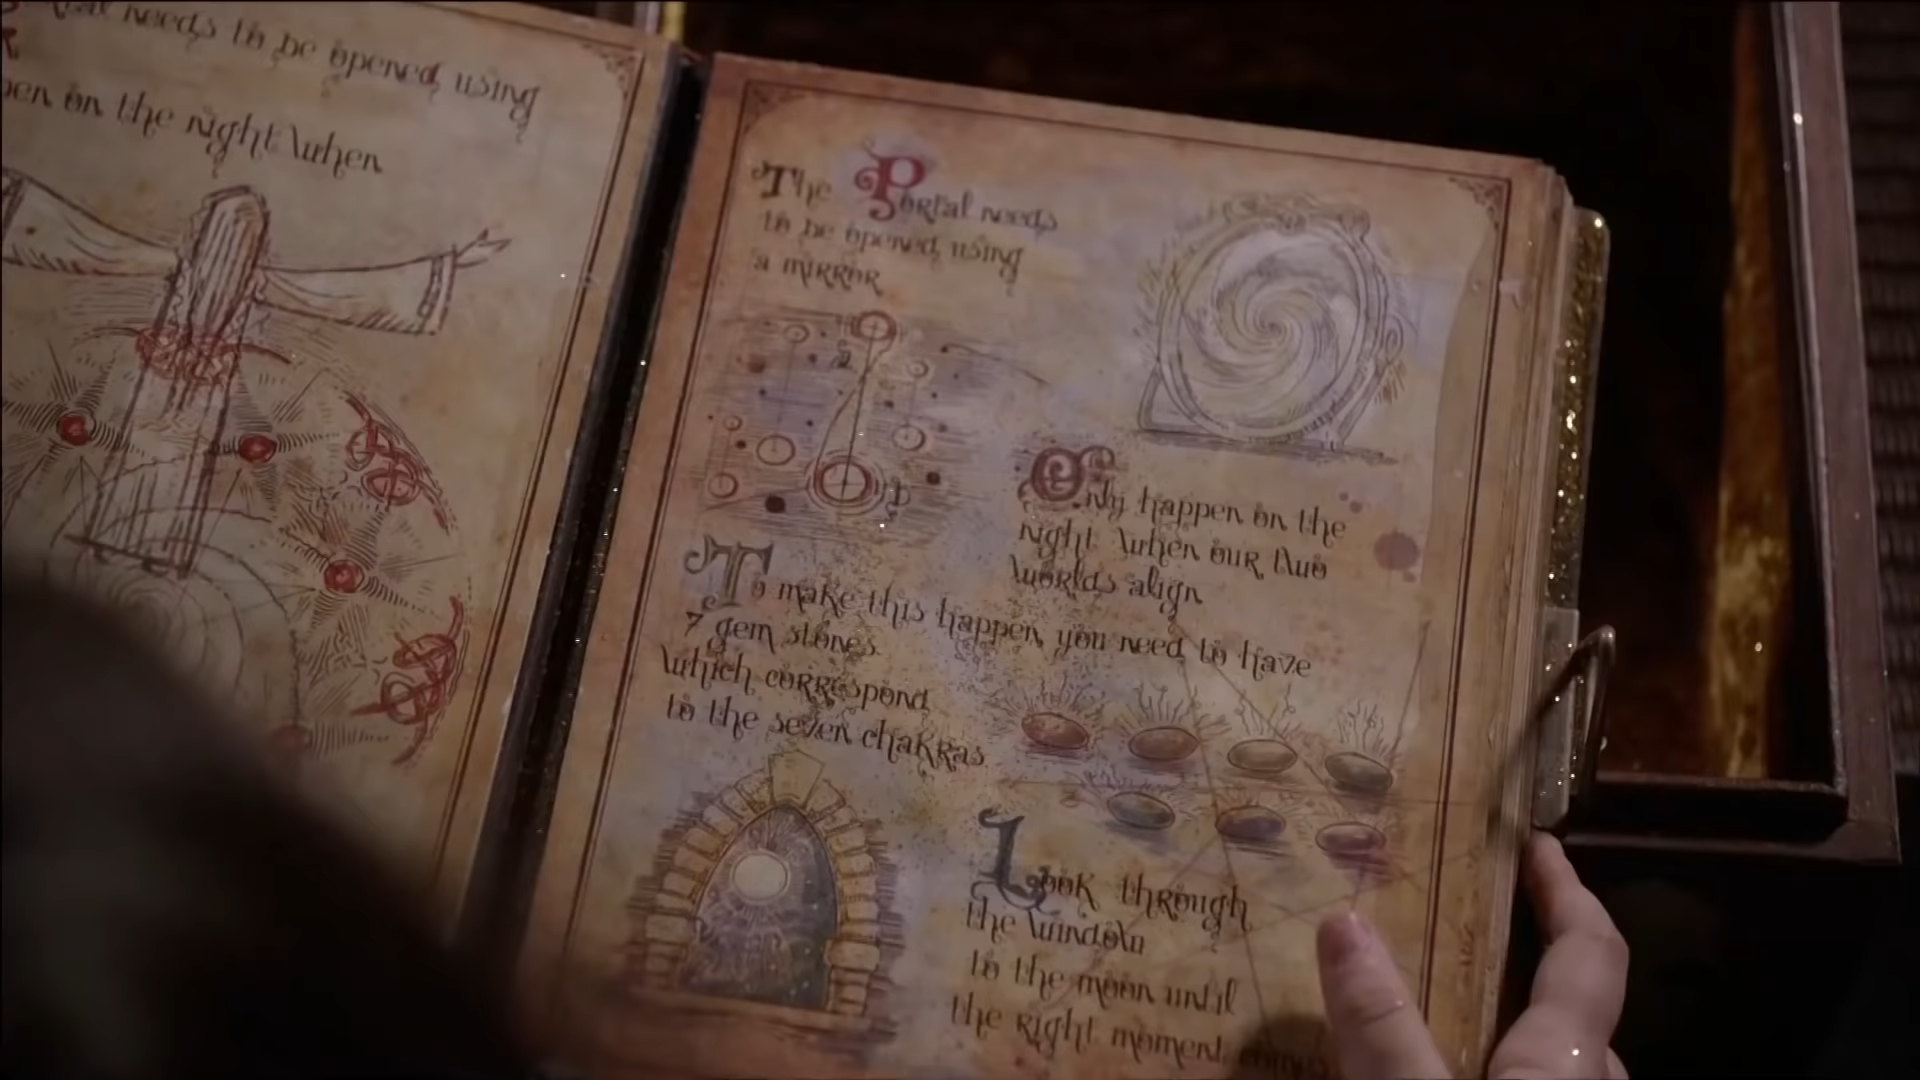 needs to be opened using
on the night when
The Portal needs
to be opened using
a mirror
a
b
Only happen on the
night when our two
worlds align
To make this happen you need to have
7 gem stones
which correspond
to the seven chakras
Look through
the window
to the moon until
the right moment comes